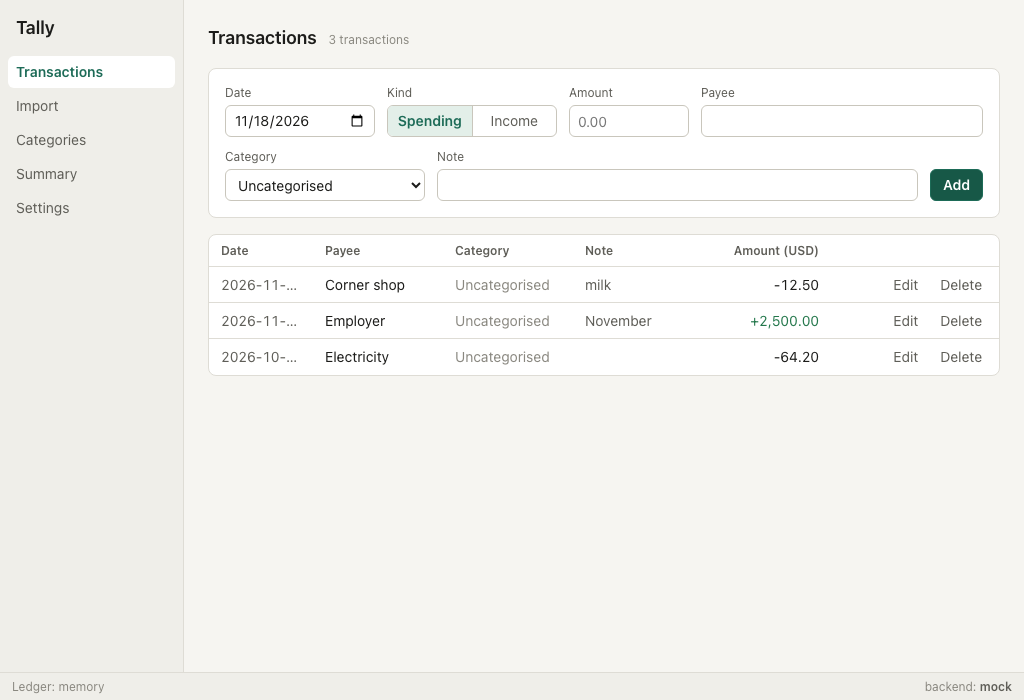 Tally
Transactions
Import
Categories
Summary
Settings
Transactions 3 transactions
Date Kind Amount Payee
11/18/2026 Spending Income 0.00
Category Note
Uncategorised Add
Date Payee Category Note Amount (USD)
2026-11-... Corner shop Uncategorised milk -12.50 Edit Delete
2026-11-... Employer Uncategorised November +2,500.00 Edit Delete
2026-10-... Electricity Uncategorised -64.20 Edit Delete
Ledger: memory backend: mock